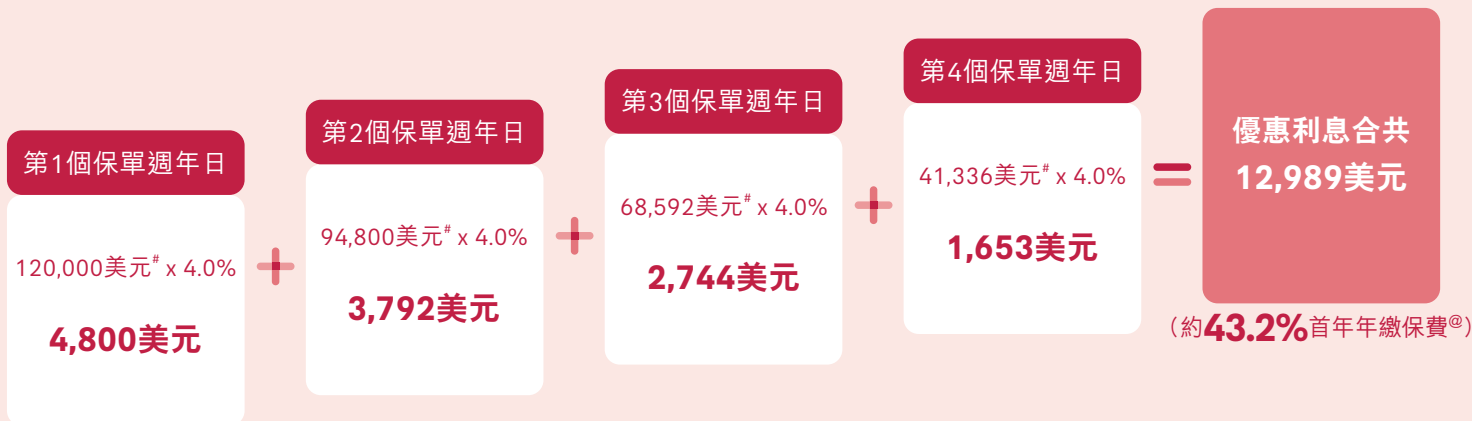 第1個保單週年日
120,000美元# x 4.0%
4,800美元
+
第2個保單週年日
94,800美元# x 4.0%
3,792美元
+
第3個保單週年日
68,592美元# x 4.0%
2,744美元
+
第4個保單週年日
41,336美元# x 4.0%
1,653美元
=
優惠利息合共
12,989美元
（約43.2%首年年繳保費@）